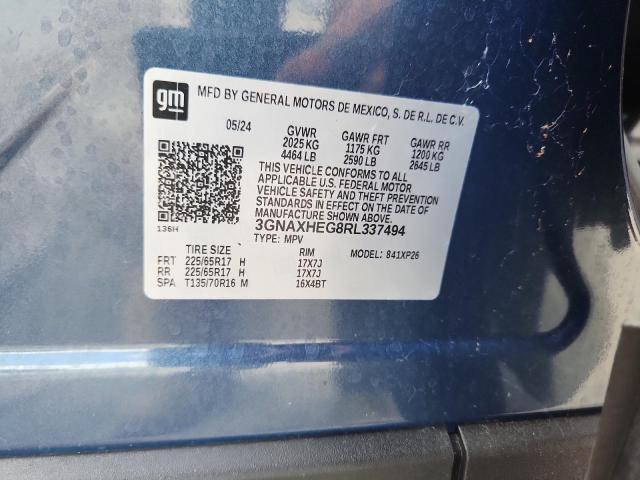 gm
MFD BY GENERAL MOTORS DE MEXICO, S. DE R.L. DE C.V.
05/24 GVWR GAWR FRT GAWR RR
2025 KG 1175 KG 1200 KG
4464 LB 2590 LB 2645 LB
THIS VEHICLE CONFORMS TO ALL
APPLICABLE U.S. FEDERAL MOTOR
VEHICLE SAFETY AND THEFT PREVENTION
STANDARDS IN EFFECT ON THE DATE OF
MANUFACTURE SHOWN ABOVE.
3GNAXHEG8RL337494
136H
TYPE: MPV MODEL: 841XP26
TIRE SIZE RIM
FRT 225/65R17 H 17X7J
RR 225/65R17 H 17X7J
SPA T135/70R16 M 16X4BT